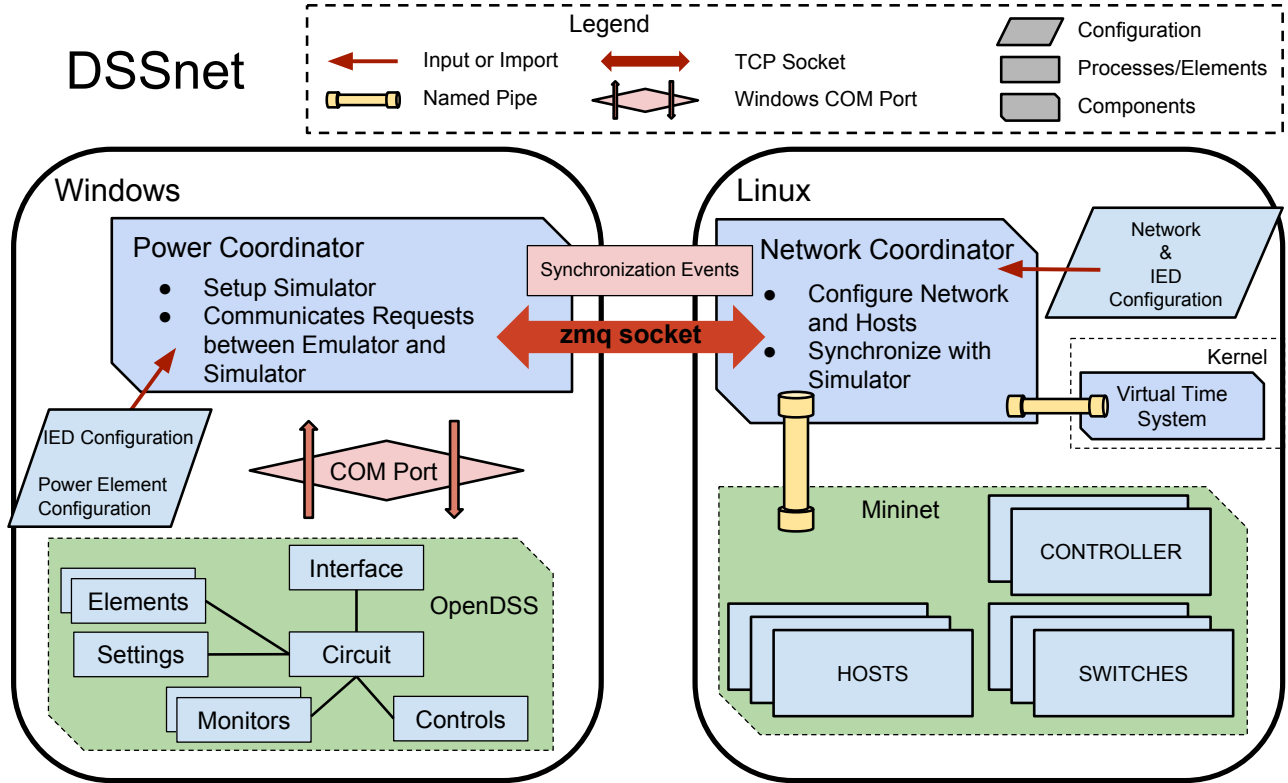 DSSnet
Legend
Input or Import
TCP Socket
Configuration
Named Pipe
Windows COM Port
Processes/Elements
Components
Windows
Power Coordinator
● Setup Simulator
● Communicates Requests
between Emulator and
Simulator
IED Configuration
Power Element
Configuration
COM Port
Interface
Elements
OpenDSS
Settings
Circuit
Monitors
Controls
Synchronization Events
zmq socket
Linux
Network Coordinator
● Configure Network
and Hosts
● Synchronize with
Simulator
Network
&
IED
Configuration
Kernel
Virtual Time
System
Mininet
CONTROLLER
HOSTS
SWITCHES